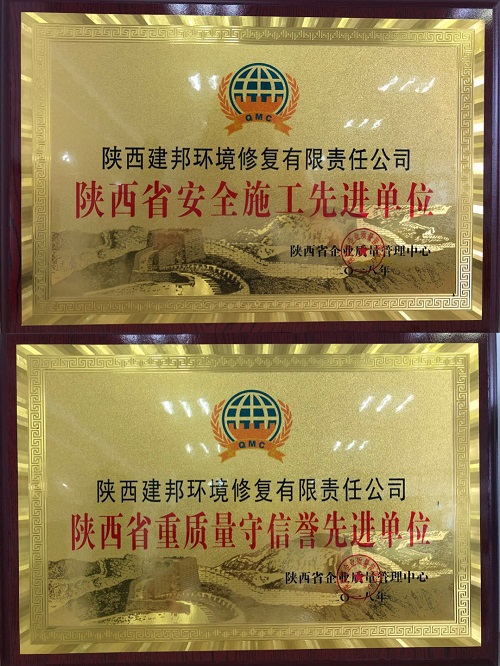 QMC
陕西建邦环境修复有限责任公司
陕西省安全施工先进单位
陕西省企业质量管理中心
二〇一八年
QMC
陕西建邦环境修复有限责任公司
陕西省重质量守信誉先进单位
陕西省企业质量管理中心
二〇一八年